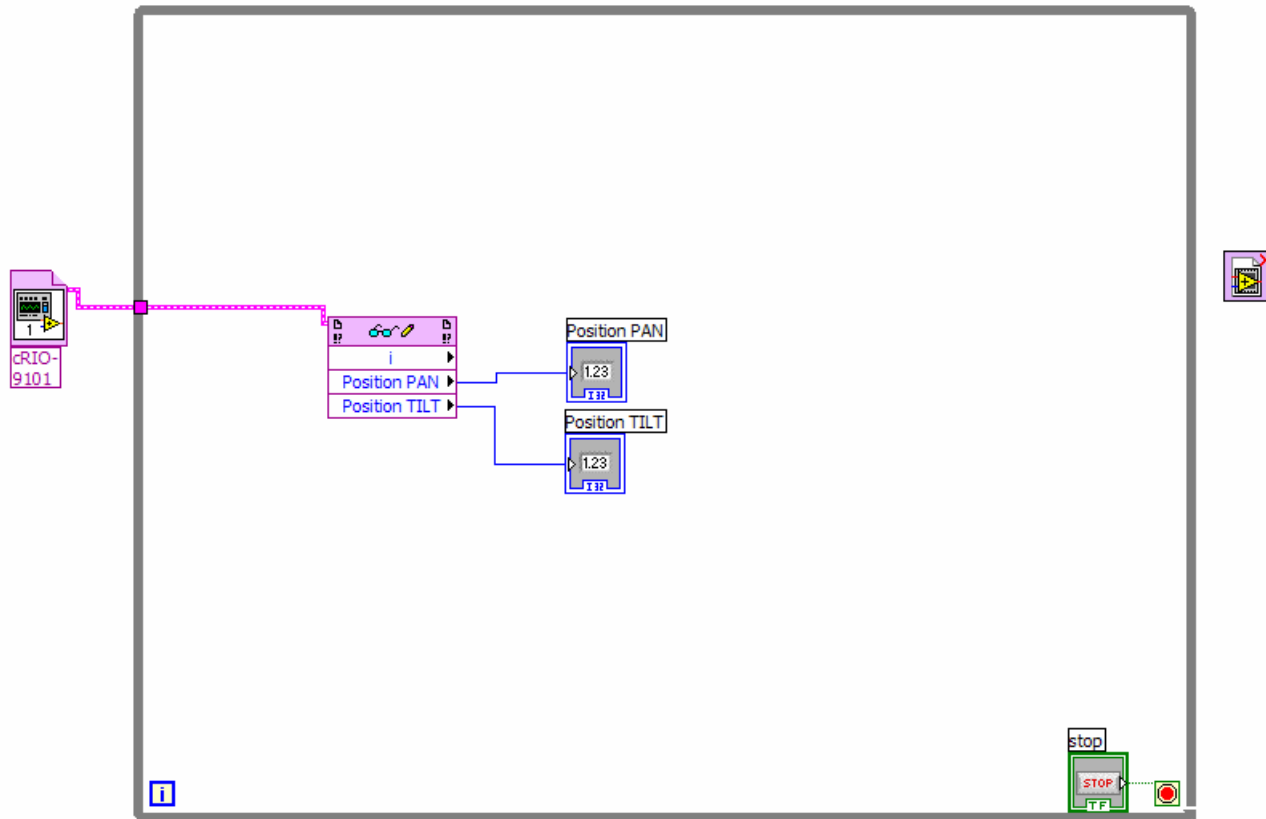 1
cRIO-
9101
i
Position PAN
Position TILT
Position PAN
1.23
I32
Position TILT
1.23
I32
i
stop
STOP
TF